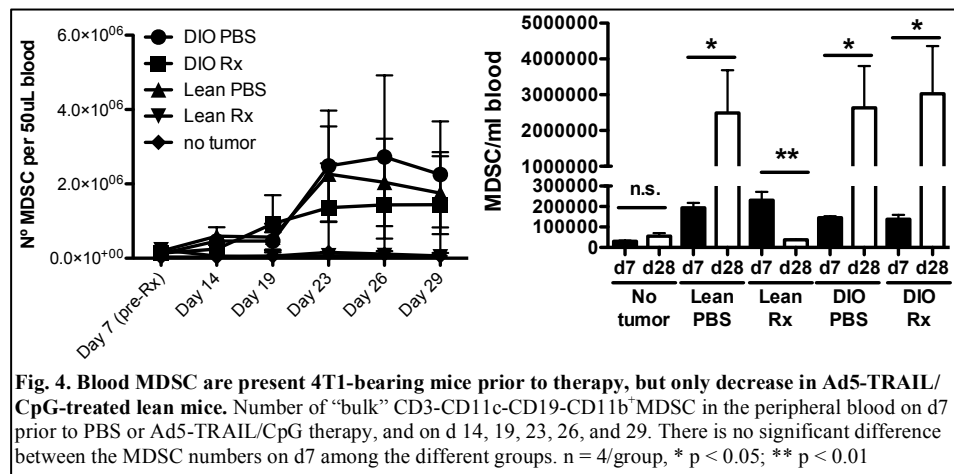 6.0×10⁰⁶
4.0×10⁰⁶
2.0×10⁰⁶
0.0×10⁺⁰⁰
Nº MDSC per 50uL blood
DIO PBS
DIO Rx
Lean PBS
Lean Rx
no tumor
Day 7 (pre-Rx)
Day 14
Day 19
Day 23
Day 26
Day 29
MDSC/ml blood
5000000
4000000
3000000
2000000
1000000
300000
200000
100000
0
n.s.
*
**
*
*
d7 d28 d7 d28 d7 d28 d7 d28 d7 d28
No Lean Lean DIO DIO
tumor PBS Rx PBS Rx
Fig. 4. Blood MDSC are present 4T1-bearing mice prior to therapy, but only decrease in Ad5-TRAIL/
CpG-treated lean mice. Number of “bulk” CD3-CD11c-CD19-CD11b⁺MDSC in the peripheral blood on d7
prior to PBS or Ad5-TRAIL/CpG therapy, and on d 14, 19, 23, 26, and 29. There is no significant difference
between the MDSC numbers on d7 among the different groups. n = 4/group, * p < 0.05; ** p < 0.01